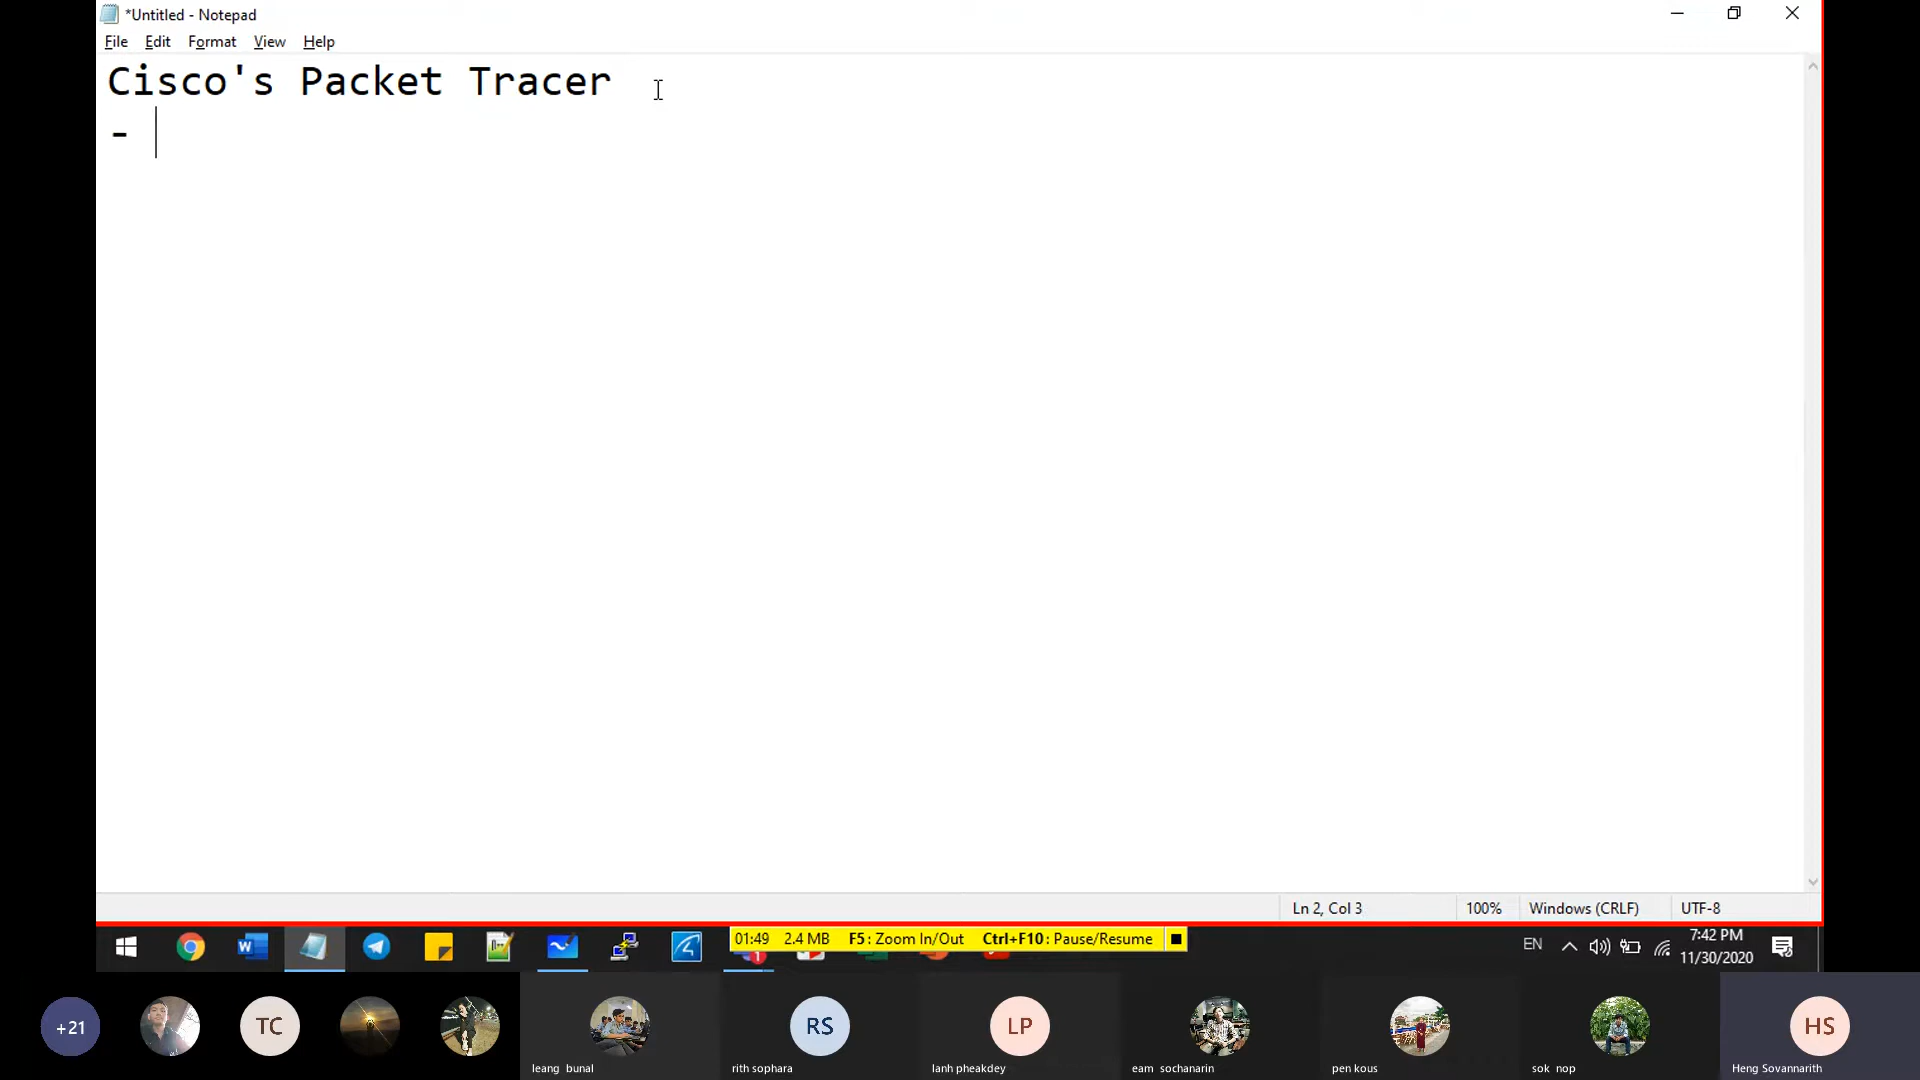 *Untitled - Notepad
File Edit Format View Help
Cisco's Packet Tracer
-
Ln 2, Col 3 100% Windows (CRLF) UTF-8
01:49 2.4 MB F5: Zoom In/Out Ctrl+F10: Pause/Resume
EN
7:42 PM
11/30/2020
+21 TC RS LP HS
leang bunal rith sophara lanh pheakdey eam sochanarin pen kous sok nop Heng Sovannarith